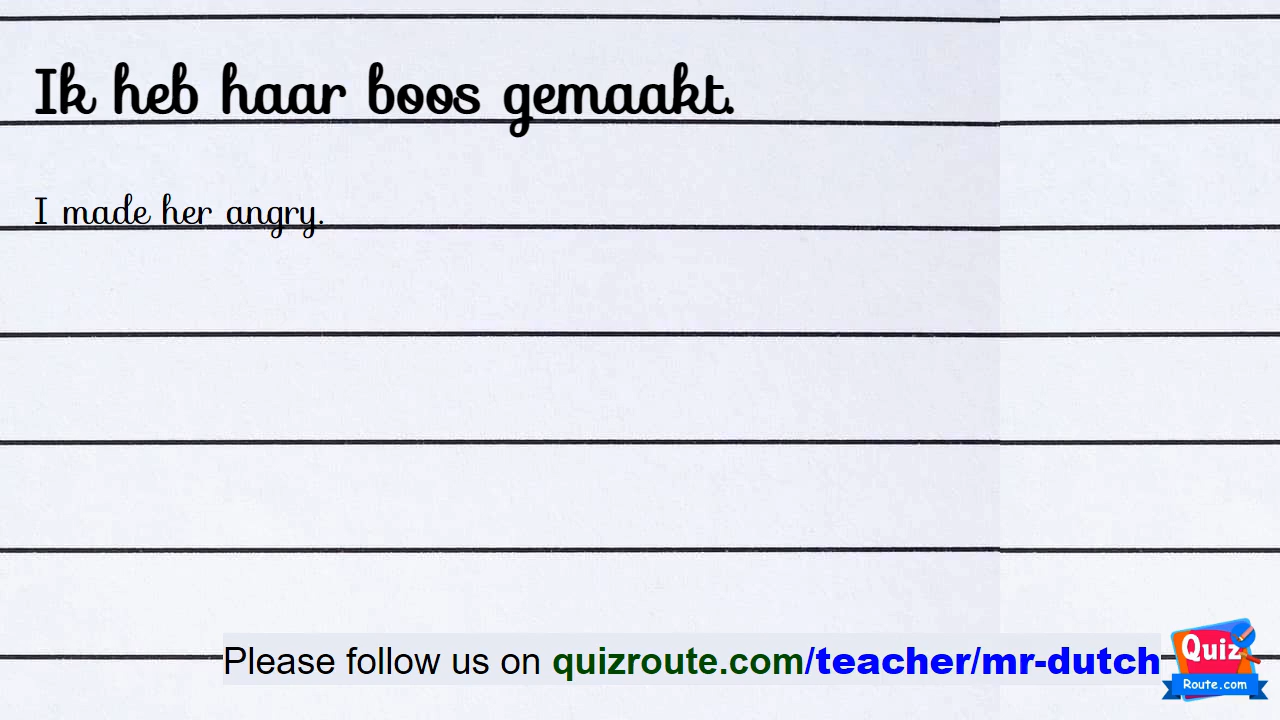 Ik heb haar boos gemaakt.
I made her angry.
Please follow us on quizroute.com/teacher/mr-dutch
Quiz
Route.com